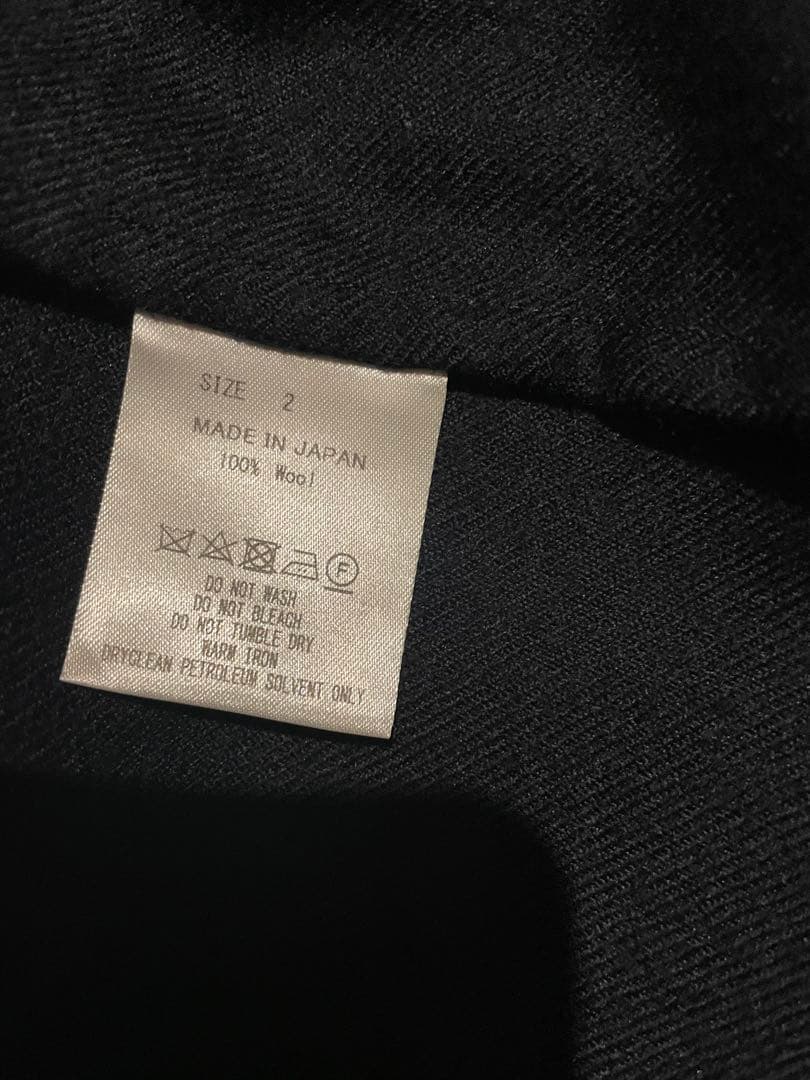 SIZE 2
MADE IN JAPAN
100% Wool
F
DO NOT WASH
DO NOT BLEACH
DO NOT TUMBLE DRY
WARM IRON
DRYCLEAN PETROLEUM SOLVENT ONLY